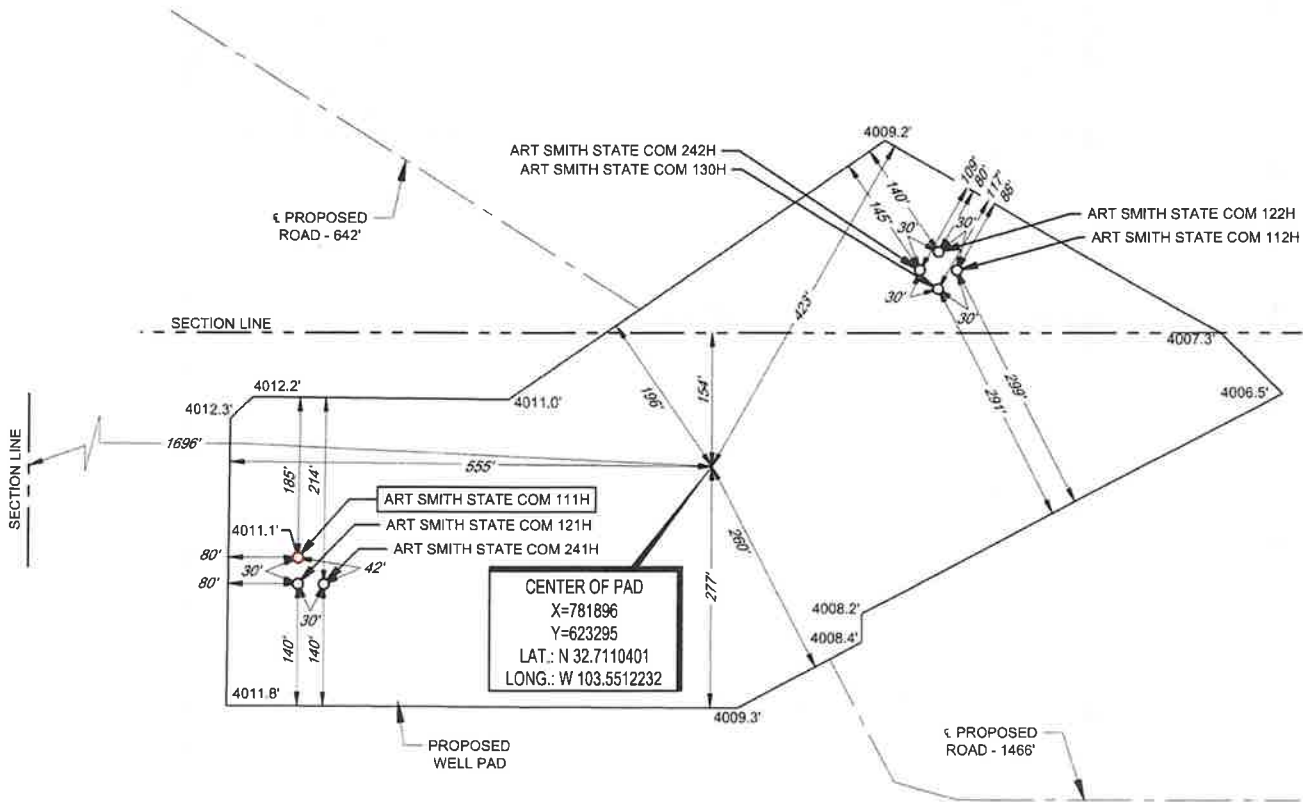 4009.2'
ART SMITH STATE COM 242H
ART SMITH STATE COM 130H
109'
80'
117'
88'
140'
145'
30'
30'
ART SMITH STATE COM 122H
ART SMITH STATE COM 112H
℄ PROPOSED
ROAD - 642'
30'
30'
423'
SECTION LINE
4007.3'
196'
154'
291'
299'
4006.5'
4012.2'
4012.3'
4011.0'
SECTION LINE
1696'
555'
185'
214'
ART SMITH STATE COM 111H
4011.1'
ART SMITH STATE COM 121H
ART SMITH STATE COM 241H
80'
30'
42'
80'
30'
260'
277'
CENTER OF PAD
X=781896
Y=623295
LAT.: N 32.7110401
LONG.: W 103.5512232
140'
140'
4008.2'
4008.4'
4011.8'
4009.3'
PROPOSED
WELL PAD
℄ PROPOSED
ROAD - 1466'